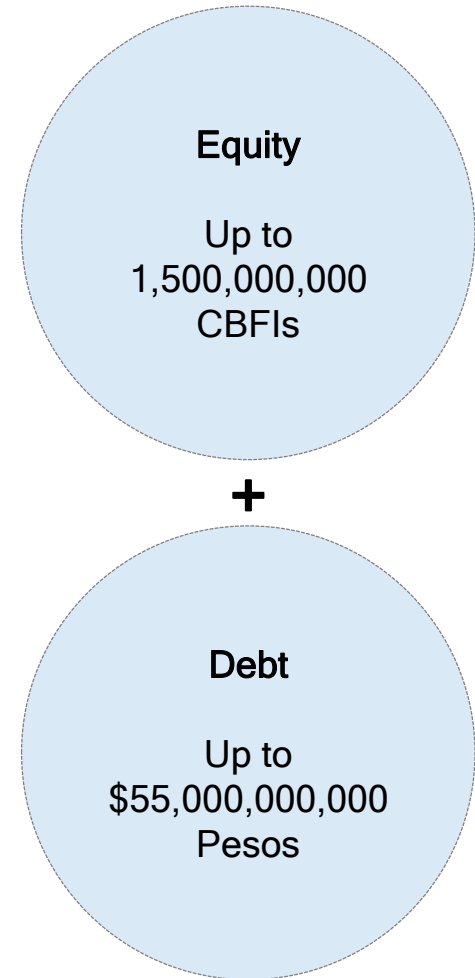 Equity
Up to
1,500,000,000
CBFIs
+
Debt
Up to
$55,000,000,000
Pesos